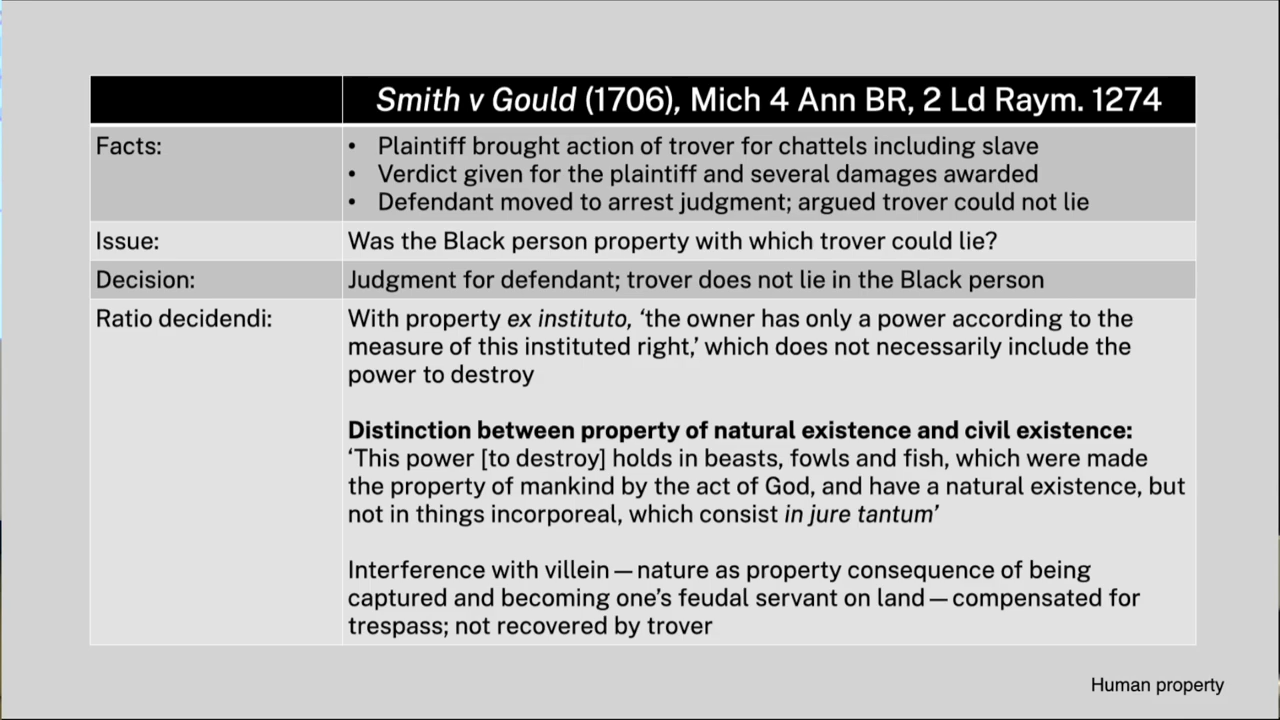 Smith v Gould (1706), Mich 4 Ann BR, 2 Ld Raym. 1274
Facts:
• Plaintiff brought action of trover for chattels including slave
• Verdict given for the plaintiff and several damages awarded
• Defendant moved to arrest judgment; argued trover could not lie
Issue:
Was the Black person property with which trover could lie?
Decision:
Judgment for defendant; trover does not lie in the Black person
Ratio decidendi:
With property ex instituto, ‘the owner has only a power according to the
measure of this instituted right,’ which does not necessarily include the
power to destroy
Distinction between property of natural existence and civil existence:
‘This power [to destroy] holds in beasts, fowls and fish, which were made
the property of mankind by the act of God, and have a natural existence, but
not in things incorporeal, which consist in jure tantum’
Interference with villein—nature as property consequence of being
captured and becoming one’s feudal servant on land—compensated for
trespass; not recovered by trover
Human property